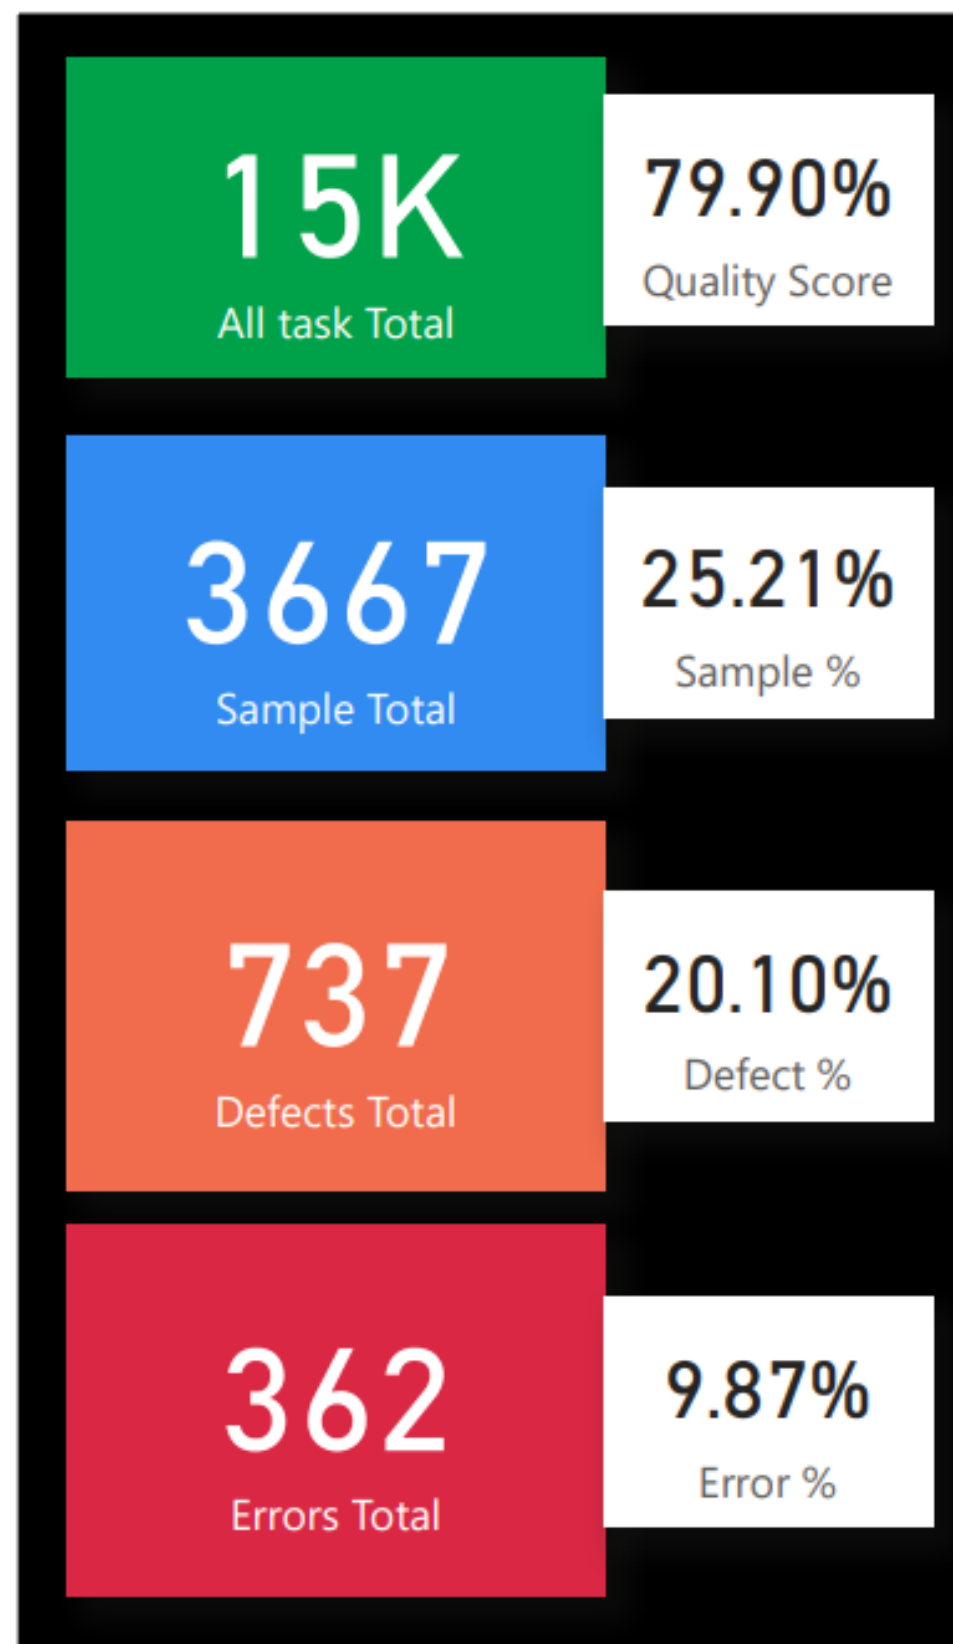 15K
All task Total
79.90%
Quality Score
3667
Sample Total
25.21%
Sample %
737
Defects Total
20.10%
Defect %
362
Errors Total
9.87%
Error %